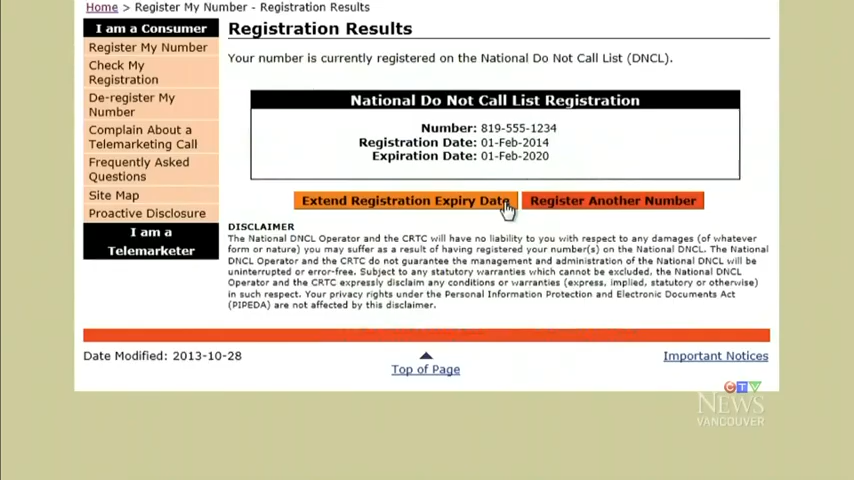 Home > Register My Number - Registration Results
I am a Consumer
Register My Number
Check My
Registration
De-register My
Number
Complain About a
Telemarketing Call
Frequently Asked
Questions
Site Map
Proactive Disclosure
I am a
Telemarketer
Registration Results
Your number is currently registered on the National Do Not Call List (DNCL).
National Do Not Call List Registration
Number: 819-555-1234
Registration Date: 01-Feb-2014
Expiration Date: 01-Feb-2020
Extend Registration Expiry Date
Register Another Number
DISCLAIMER
The National DNCL Operator and the CRTC will have no liability to you with respect to any damages (of whatever
form or nature) you may suffer as a result of having registered your number(s) on the National DNCL. The National
DNCL Operator and the CRTC do not guarantee the management and administration of the National DNCL will be
uninterrupted or error-free. Subject to any statutory warranties which cannot be excluded, the National DNCL
Operator and the CRTC expressly disclaim any conditions or warranties (express, implied, statutory or otherwise)
in such respect. Your privacy rights under the Personal Information Protection and Electronic Documents Act
(PIPEDA) are not affected by this disclaimer.
Date Modified: 2013-10-28
Top of Page
Important Notices
CTV
NEWS
VANCOUVER